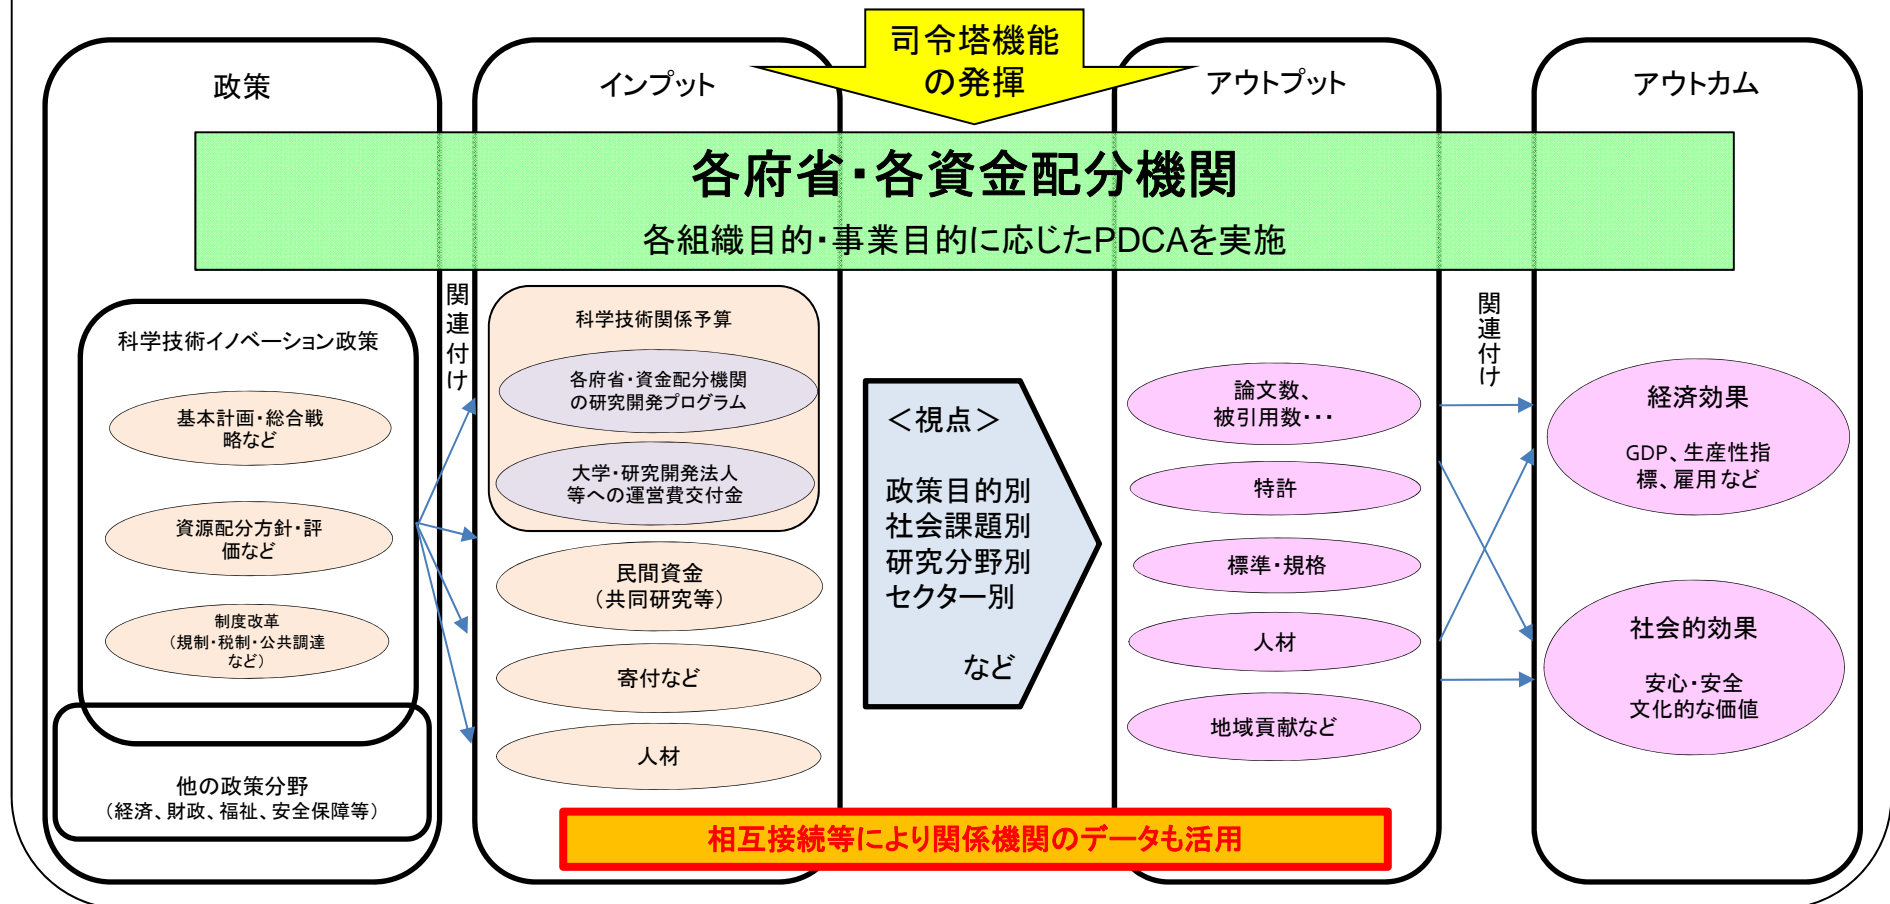 司令塔機能
の発揮
政策
インプット
アウトプット
アウトカム
各府省・各資金配分機関
各組織目的・事業目的に応じたPDCAを実施
関連付け
科学技術イノベーション政策
基本計画・総合戦
略など
資源配分方針・評
価など
制度改革
（規制・税制・公共調達
など）
他の政策分野
（経済、財政、福祉、安全保障等）
科学技術関係予算
各府省・資金配分機関
の研究開発プログラム
大学・研究開発法人
等への運営費交付金
民間資金
（共同研究等）
寄付など
人材
＜視点＞
政策目的別
社会課題別
研究分野別
セクター別
など
論文数、
被引用数・・・
特許
標準・規格
人材
地域貢献など
関連付け
経済効果
GDP、生産性指
標、雇用など
社会的効果
安心・安全
文化的な価値
相互接続等により関係機関のデータも活用